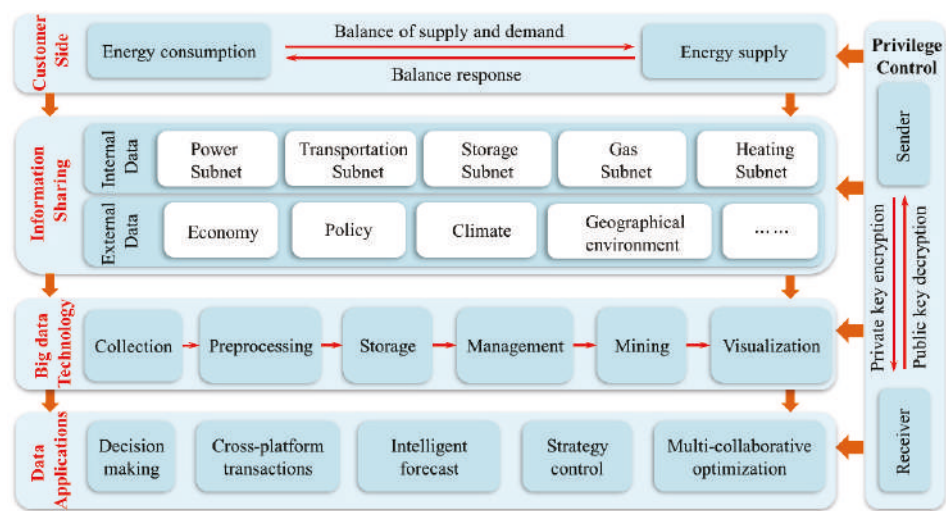 Customer
Side
Energy consumption
Balance of supply and demand
Balance response
Energy supply
Information
Sharing
Internal
Data
Power
Subnet
Transportation
Subnet
Storage
Subnet
Gas
Subnet
Heating
Subnet
External
Data
Economy
Policy
Climate
Geographical
environment
... ...
Big data
Technology
Collection
Preprocessing
Storage
Management
Mining
Visualization
Data
Applications
Decision
making
Cross-platform
transactions
Intelligent
forecast
Strategy
control
Multi-collaborative
optimization
Privilege
Control
Sender
Private key encryption
Public key decryption
Receiver